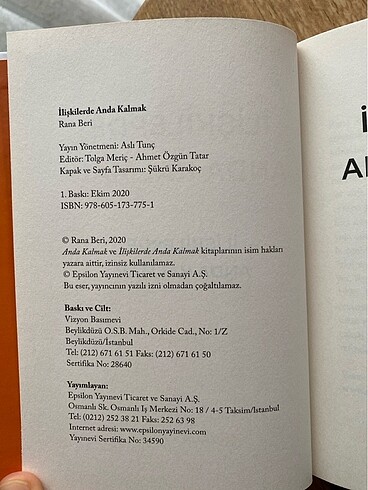 İlişkilerde Anda Kalmak
Rana Beri
Yayın Yönetmeni: Aslı Tunç
Editör: Tolga Meriç - Ahmet Özgün Tatar
Kapak ve Sayfa Tasarımı: Şükrü Karakoç
1. Baskı: Ekim 2020
ISBN: 978-605-173-775-1
© Rana Beri, 2020
Anda Kalmak ve İlişkilerde Anda Kalmak kitaplarının isim hakları
yazara aittir, izinsiz kullanılamaz.
© Epsilon Yayınevi Ticaret ve Sanayi A.Ş.
Bu eser, yayıncının yazılı izni olmadan çoğaltılamaz.
Baskı ve Cilt:
Vizyon Basımevi
Beylikdüzü O.S.B. Mah., Orkide Cad., No: 1/Z
Beylikdüzü/İstanbul
Tel: (212) 671 61 51 Faks: (212) 671 61 50
Sertifika No: 28640
Yayımlayan:
Epsilon Yayınevi Ticaret ve Sanayi A.Ş.
Osmanlı Sk. Osmanlı İş Merkezi No: 18 / 4-5 Taksim/İstanbul
Tel: (0212) 252 38 21 Faks: 252 63 98
İnternet adresi: www.epsilonyayinevi.com
Yayınevi Sertifika No: 34590